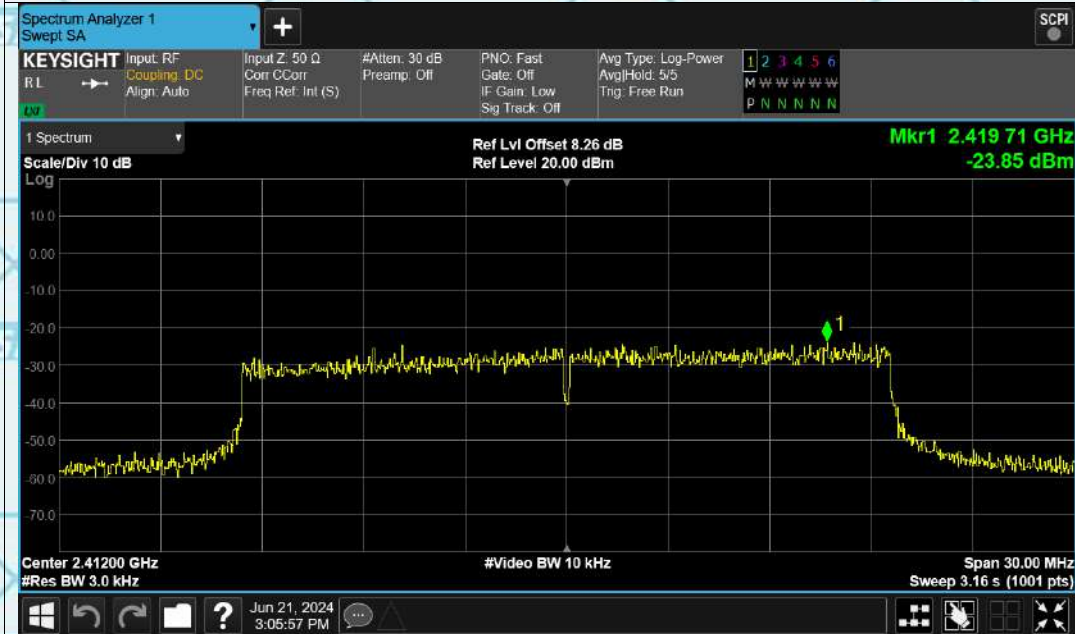 Spectrum Analyzer 1
Swept SA
+
SCPI
KEYSIGHT
R L
LXI
Input: RF
Coupling: DC
Align: Auto
Input Z: 50 Ω
Corr CCorr
Freq Ref: Int (S)
#Atten: 30 dB
Preamp: Off
PNO: Fast
Gate: Off
IF Gain: Low
Sig Track: Off
Avg Type: Log-Power
Avg|Hold: 5/5
Trig: Free Run
1 2 3 4 5 6
M W W W W W
P N N N N N
1 Spectrum
Scale/Div 10 dB
Log
Ref Lvl Offset 8.26 dB
Ref Level 20.00 dBm
Mkr1 2.419 71 GHz
-23.85 dBm
10.0
0.00
-10.0
-20.0
-30.0
-40.0
-50.0
-60.0
-70.0
1
Center 2.41200 GHz
#Res BW 3.0 kHz
#Video BW 10 kHz
Span 30.00 MHz
Sweep 3.16 s (1001 pts)
?
Jun 21, 2024
3:05:57 PM